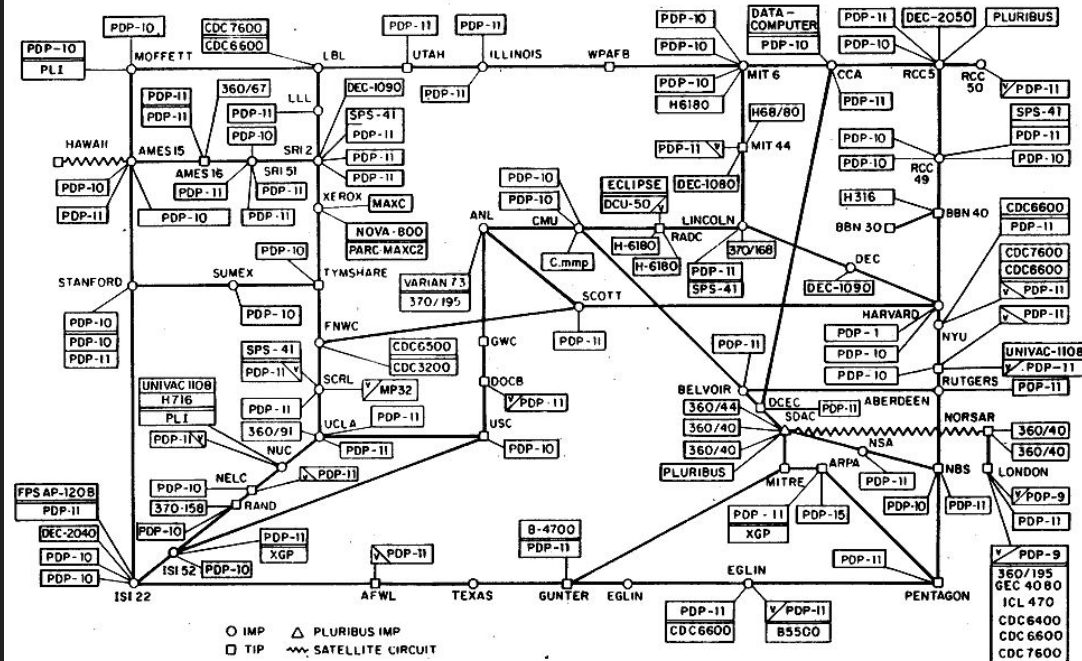 PDP-10
PLI
PDP-10
MOFFETT
CDC7600
CDC6600
LBL
PDP-11
UTAH
PDP-11
ILLINOIS
PDP-11
WPAFB
PDP-10
PDP-10
PDP-10
H6180
MIT 6
DATA-
COMPUTER
PDP-10
CCA
PDP-11
PDP-11
PDP-10
DEC-2050
PLURIBUS
RCC5
RCC
50
PDP-11
HAWAII
PDP-11
PDP-11
360/67
AMES15
AMES16
PDP-10
PDP-11
PDP-10
PDP-11
PDP-10
SRI 51
PDP-11
LLL
PDP-11
DEC-1090
SPS-41
PDP-11
PDP-11
PDP-11
SRI 2
XEROX
MAXC
NOVA-800
PARC-MAXC2
PDP-11
H68/80
MIT 44
DEC-1080
SPS-41
PDP-11
PDP-10
PDP-10
PDP-10
RCC
49
H316
BBN 40
BBN 30
STANFORD
PDP-10
PDP-10
PDP-11
SUMEX
PDP-10
PDP-10
TYMSHARE
ANL
VARIAN 73
370/195
PDP-10
PDP-10
CMU
C.mmp
ECLIPSE
DCU-50
RADC
H-6180
H-6180
LINCOLN
370/168
PDP-11
SPS-41
DEC
DEC-1090
CDC6600
PDP-11
CDC7600
CDC6600
PDP-11
PDP-11
HARVARD
PDP-1
PDP-10
PDP-10
NYU
FNWC
CDC6500
CDC3200
SCOTT
PDP-11
GWC
SPS-41
PDP-11
SCRL
MP32
PDP-11
DOCB
PDP-11
UNIVAC-1108
PDP-11
RUTGERS
PDP-11
ABERDEEN
PDP-11
BELVOIR
DCEC
PDP-11
UNIVAC 1108
H716
PLI
PDP-11
NUC
360/91
UCLA
PDP-11
PDP-11
USC
PDP-10
360/44
360/40
360/40
PLURIBUS
SDAC
NSA
PDP-11
NORSAR
360/40
360/40
LONDON
PDP-9
PDP-11
NELC
PDP-11
PDP-10
370-158
RAND
PDP-10
MITRE
ARPA
PDP-11
XGP
PDP-15
NBS
PDP-10
PDP-11
FPS AP-120B
PDP-11
DEC-2040
PDP-10
PDP-10
ISI 22
ISI 52
PDP-11
XGP
PDP-10
PDP-11
AFWL
TEXAS
B-4700
PDP-11
GUNTER
EGLIN
EGLIN
PDP-11
CDC6600
PDP-11
B5500
PDP-11
PENTAGON
PDP-9
360/195
GEC 4080
ICL 470
CDC6400
CDC6600
CDC7600
IMP
PLURIBUS IMP
TIP
SATELLITE CIRCUIT